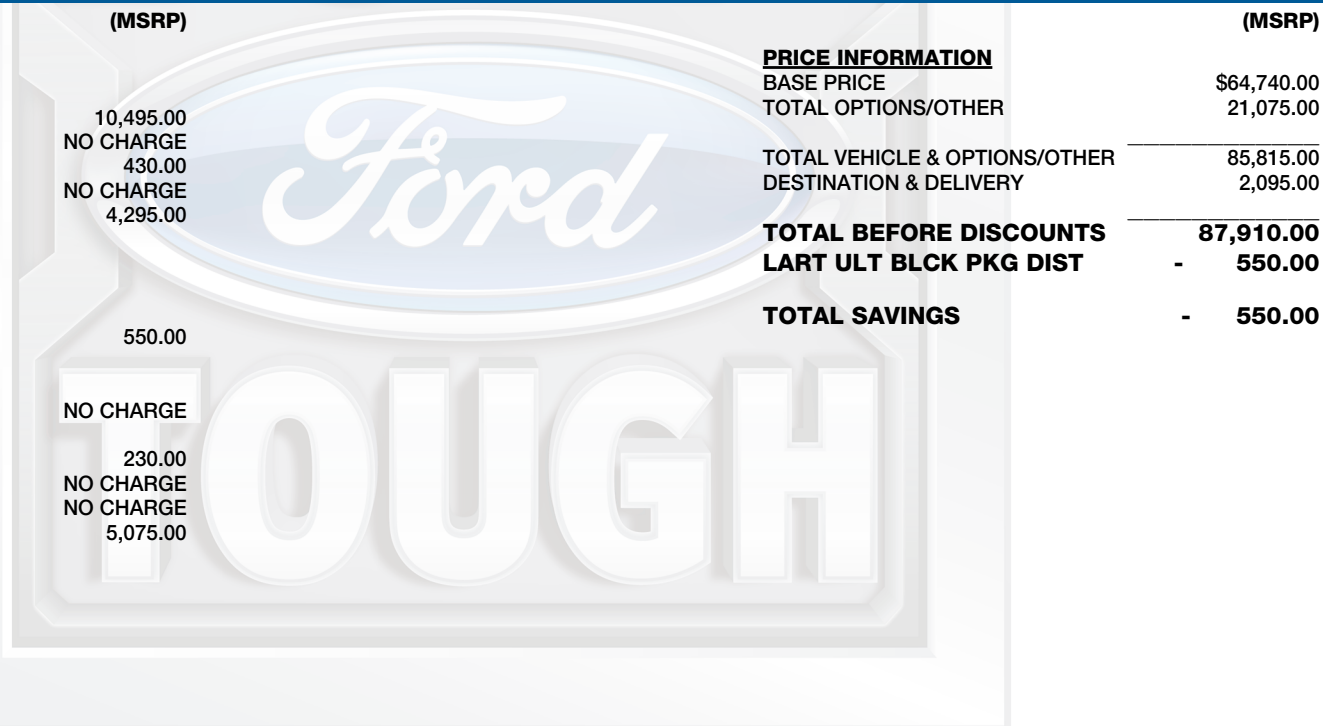 (MSRP)
10,495.00
NO CHARGE
430.00
NO CHARGE
4,295.00
550.00
NO CHARGE
230.00
NO CHARGE
NO CHARGE
5,075.00
Ford
TOUGH
(MSRP)
PRICE INFORMATION
BASE PRICE $64,740.00
TOTAL OPTIONS/OTHER 21,075.00
TOTAL VEHICLE & OPTIONS/OTHER 85,815.00
DESTINATION & DELIVERY 2,095.00
TOTAL BEFORE DISCOUNTS 87,910.00
LART ULT BLCK PKG DIST - 550.00
TOTAL SAVINGS - 550.00